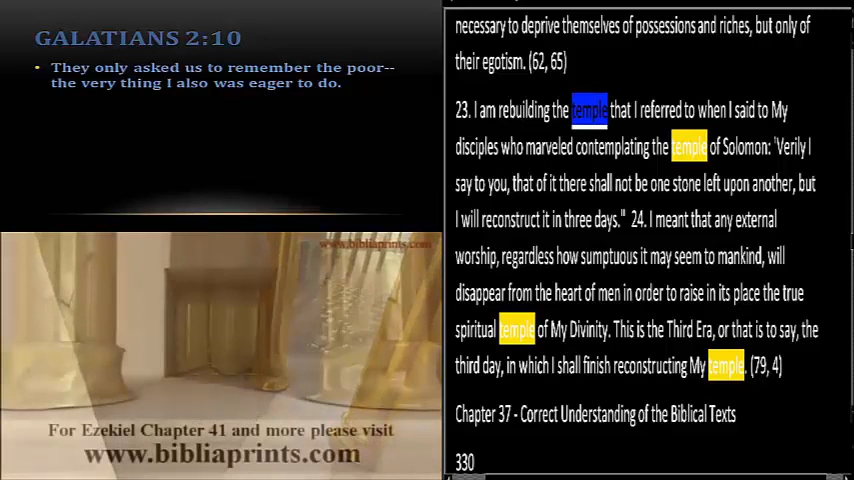 GALATIANS 2:10
• They only asked us to remember the poor--
the very thing I also was eager to do.
www.bibliaprints.com
For Ezekiel Chapter 41 and more please visit
www.bibliaprints.com
necessary to deprive themselves of possessions and riches, but only of
their egotism. (62, 65)
23. I am rebuilding the temple that I referred to when I said to My
disciples who marveled contemplating the temple of Solomon: 'Verily I
say to you, that of it there shall not be one stone left upon another, but
I will reconstruct it in three days." 24. I meant that any external
worship, regardless how sumptuous it may seem to mankind, will
disappear from the heart of men in order to raise in its place the true
spiritual temple of My Divinity. This is the Third Era, or that is to say, the
third day, in which I shall finish reconstructing My temple. (79, 4)
Chapter 37 - Correct Understanding of the Biblical Texts
330